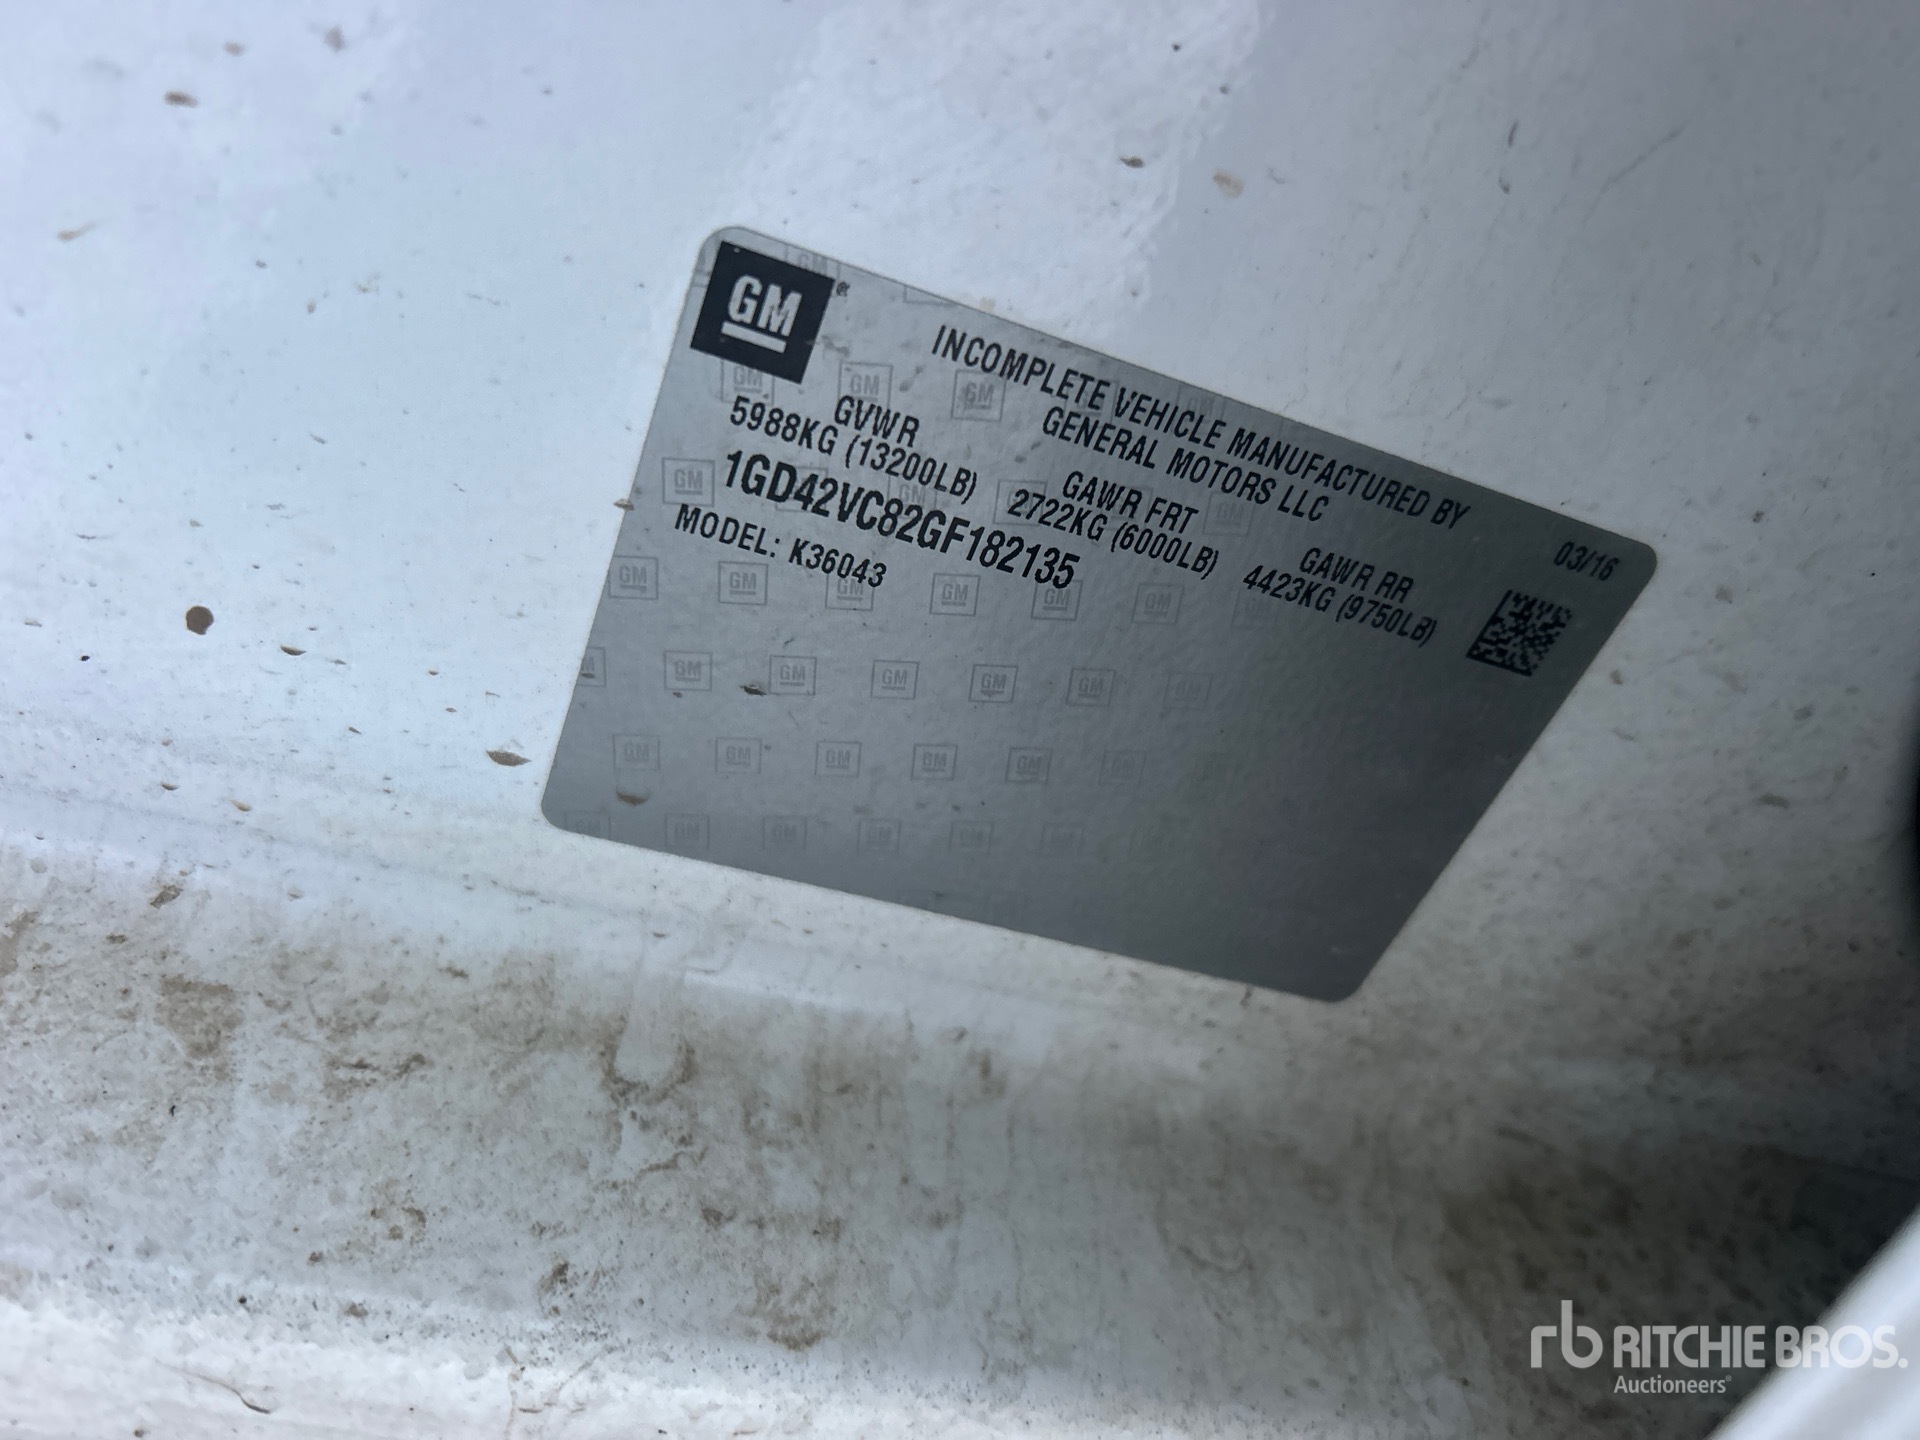 GM
INCOMPLETE VEHICLE MANUFACTURED BY
GENERAL MOTORS LLC
03/16
GVWR
GAWR FRT
GAWR RR
5988KG (13200LB)
2722KG (6000LB)
4423KG (9750LB)
1GD42VC82GF182135
MODEL: K36043
rb RITCHIE BROS.
Auctioneers